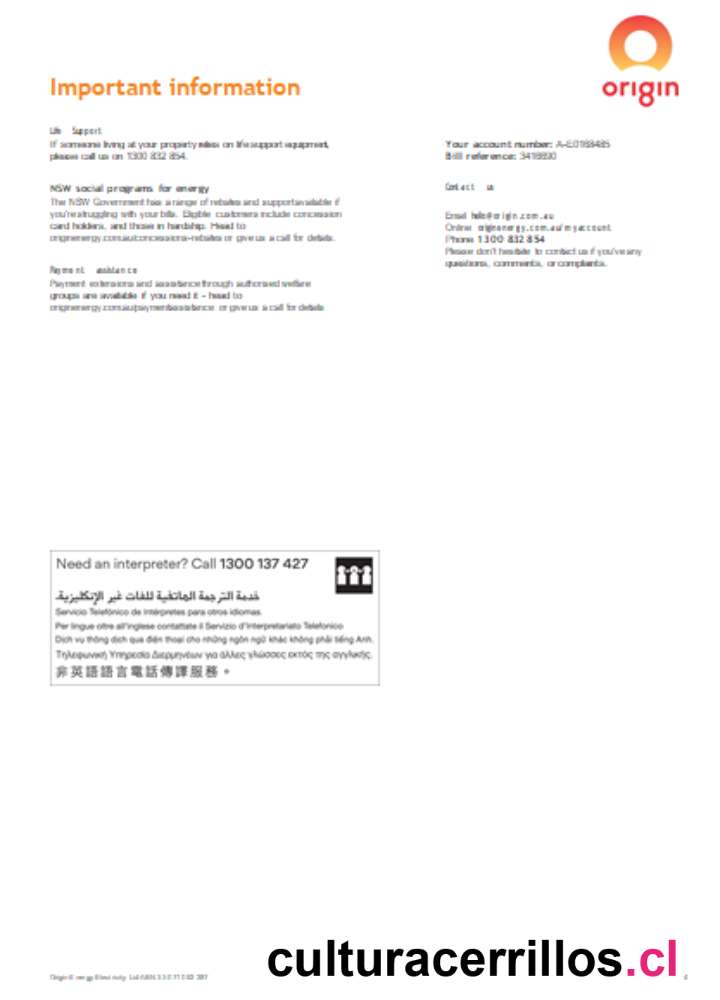 origin
Important information
Life Support
If someone living at your property relies on life support equipment,
please call us on 1300 832 854.
NSW social programs for energy
The NSW Government has a range of rebates and support available if
you're struggling with your bills. Eligible customers include concession
card holders, and those in hardship. Head to
originenergy.com.au/concessions-rebates or give us a call for details.
Payment assistance
Payment extensions and assistance through authorised welfare
groups are available if you need it - head to
originenergy.com.au/paymentassistance or give us a call for details
Your account number:
Bill reference:
Contact us
Email hello@origin.com.au
Online originenergy.com.au/myaccount
Phone 1300 832 854
Please don't hesitate to contact us if you've any
questions, comments, or complaints.
Need an interpreter? Call 1300 137 427
خدمة الترجمة الهاتفية للغات غير الإنكليزية.
Servicio Telefónico de Intérpretes para otros idiomas.
Per lingue oltre all'inglese contattate il Servizio d'Interpretariato Telefonico
Dịch vụ thông dịch qua điện thoại cho những ngôn ngữ khác không phải tiếng Anh.
Τηλεφωνική Υπηρεσία Διερμηνέων για άλλες γλώσσες εκτός της αγγλικής.
非英語語言電話傳譯服務。
Origin Energy Electricity Ltd ABN
culturacerrillos.cl